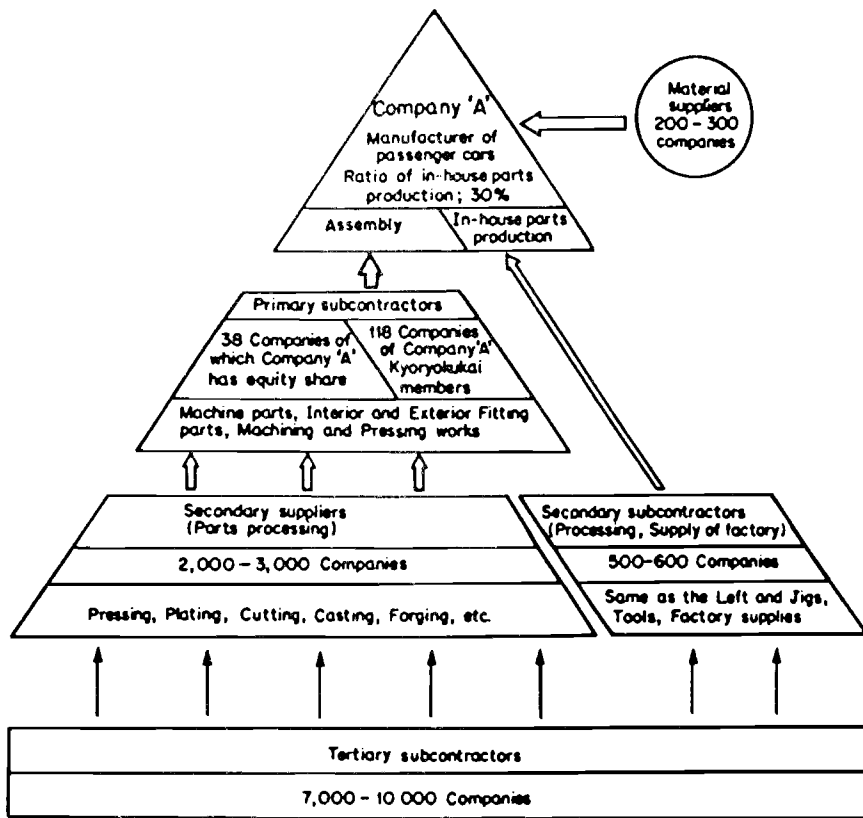 Company 'A'
Manufacturer of
passenger cars
Ratio of in-house parts
production; 30%
Assembly
In-house parts
production
Material
suppliers
200-300
companies
Primary subcontractors
38 Companies of
which Company 'A'
has equity share
118 Companies
of Company'A'
Kyoryokukai
members
Machine parts, Interior and Exterior Fitting
parts, Machining and Pressing works
Secondary suppliers
(Parts processing)
2,000-3,000 Companies
Pressing, Plating, Cutting, Casting, Forging, etc.
Secondary subcontractors
(Processing, Supply of factory)
500-600 Companies
Same as the Left and Jigs,
Tools, Factory supplies
Tertiary subcontractors
7,000-10 000 Companies